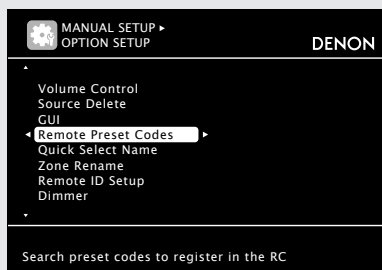 MANUAL SETUP ▸
OPTION SETUP
DENON
Volume Control
Source Delete
GUI
Remote Preset Codes
Quick Select Name
Zone Rename
Remote ID Setup
Dimmer
Search preset codes to register in the RC